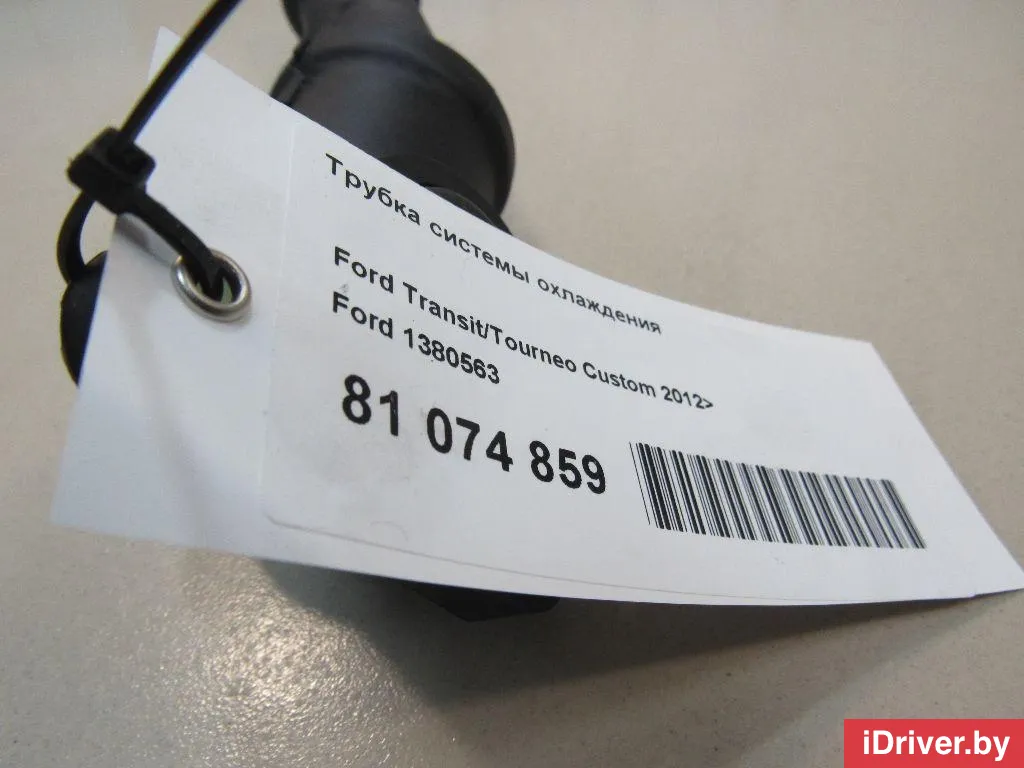 Трубка системы охлаждения
Ford Transit/Tourneo Custom 2012>
Ford 1380563
81 074 859
iDriver.by